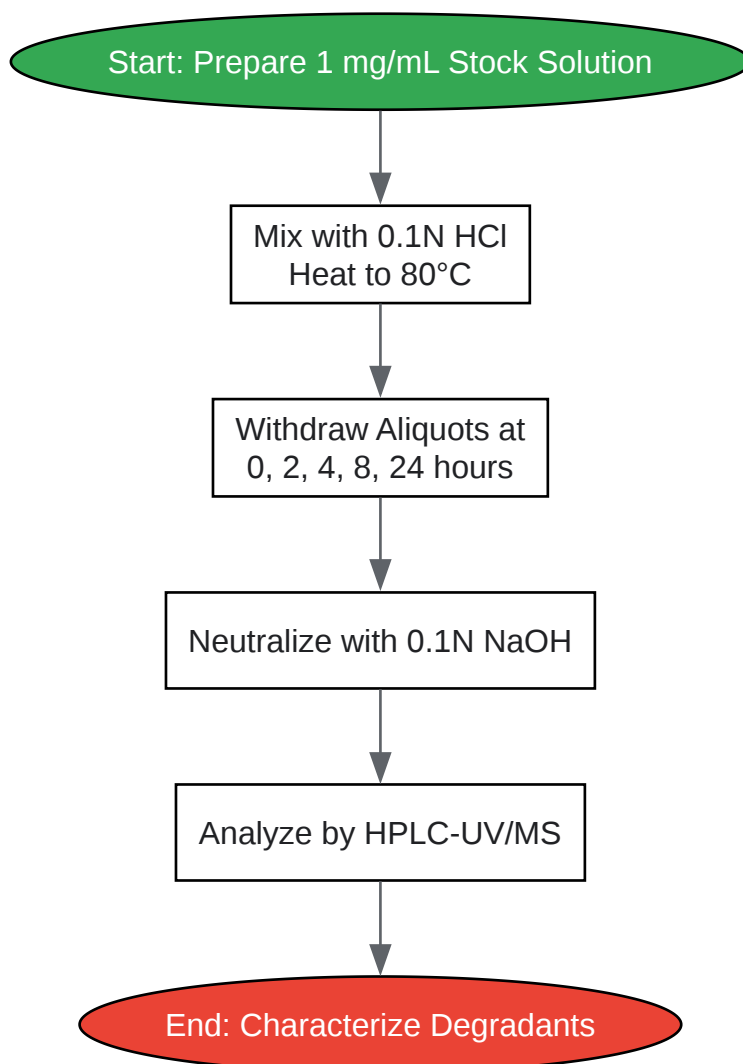 Start: Prepare 1 mg/mL Stock Solution
Mix with 0.1N HCl
Heat to 80°C
Withdraw Aliquots at
0, 2, 4, 8, 24 hours
Neutralize with 0.1N NaOH
Analyze by HPLC-UV/MS
End: Characterize Degradants